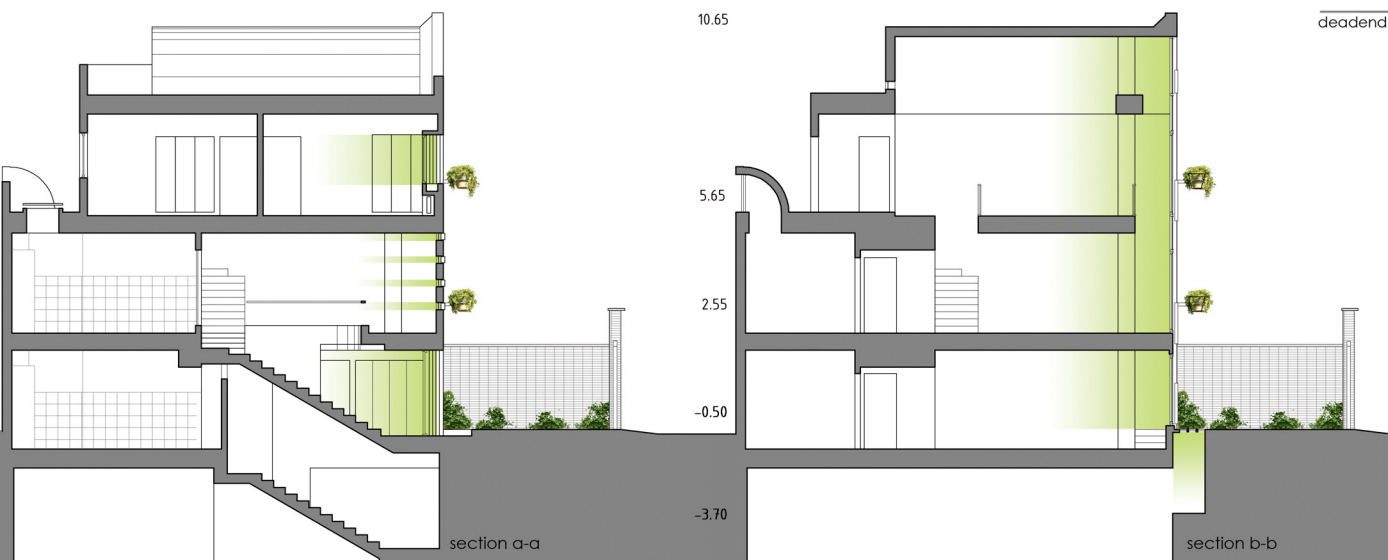 10.65
deadend
5.65
2.55
-0.50
-3.70
section a-a
section b-b